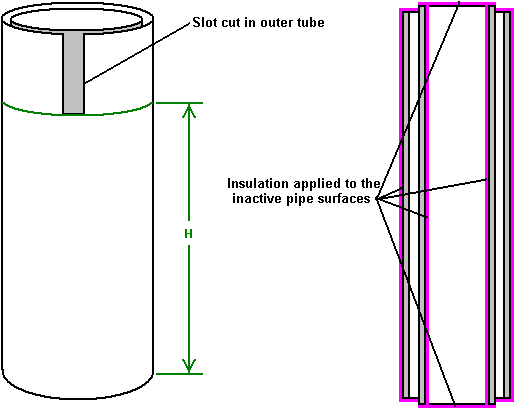 Slot cut in outer tube
Insulation applied to the
inactive pipe surfaces
H